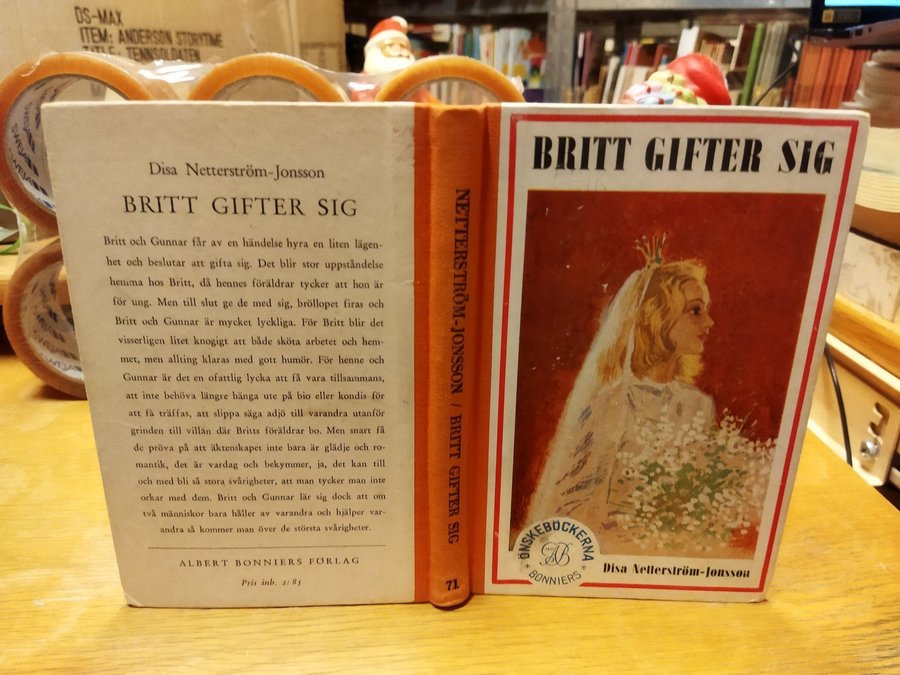 DS-MAX
ITEM: ANDERSON STORYTIME
Disa Netterström-Jonsson
BRITT GIFTER SIG
Britt och Gunnar får av en händelse hyra en liten lägen-
het och beslutar att gifta sig. Det blir stor uppståndelse
hemma hos Britt, då hennes föräldrar tycker att hon är
för ung. Men till slut ge de med sig, bröllopet firas och
Britt och Gunnar är mycket lyckliga. För Britt blir det
visserligen litet knogigt att både sköta arbetet och hem-
met, men allting klaras med gott humör. För henne och
Gunnar är det en ofattlig lycka att få vara tillsammans,
att inte behöva längre hänga ute på bio eller kondis för
att få träffas, att slippa säga adjö till varandra utanför
grinden till villan där Britts föräldrar bo. Men snart få
de pröva på att äktenskapet inte bara är glädje och ro-
mantik, det är vardag och bekymmer, ja, det kan till
och med bli så stora svårigheter, att man tycker man inte
orkar med dem. Britt och Gunnar lär sig dock att om
två människor bara håller av varandra och hjälper var-
andra så kommer man över de största svårigheter.
ALBERT BONNIERS FÖRLAG
Pris inb. 2:85
NETTERSTRÖM-JONSSON / BRITT GIFTER SIG
71
BRITT GIFTER SIG
ÖNSKEBÖCKERNA
AB
BONNIERS
Disa Netterström-Jonsson